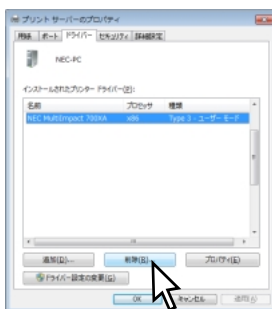 プリント サーバーのプロパティ
用紙 ポート ドライバー セキュリティ 詳細設定
NEC-PC
インストールされたプリンター ドライバー(P):
名前 プロセッサ 種類
NEC MultiImpact 700XA x86 Type 3 - ユーザー モード
追加(D)... 削除(R)... プロパティ(E)
ドライバー設定の変更(G)
OK キャンセル 適用(A)